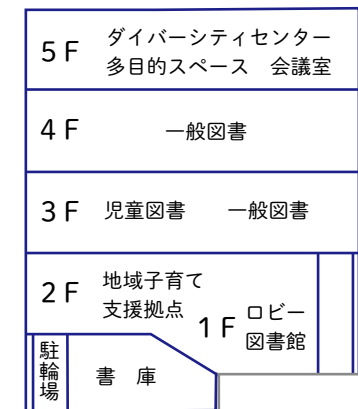 5F ダイバーシティセンター
多目的スペース 会議室
4F 一般図書
3F 児童図書 一般図書
2F 地域子育て
支援拠点
1F ロビー
図書館
駐輪場
書庫